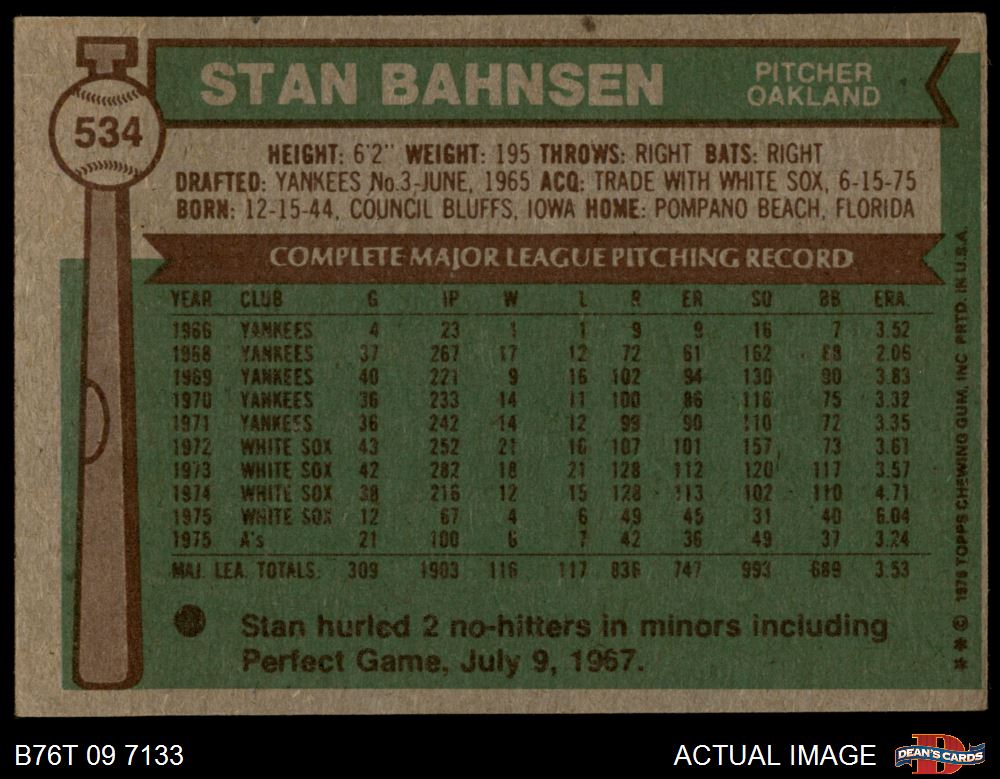 534
STAN BAHNSEN
PITCHER
OAKLAND
HEIGHT: 6'2" WEIGHT: 195 THROWS: RIGHT BATS: RIGHT
DRAFTED: YANKEES No.3-JUNE, 1965 ACQ: TRADE WITH WHITE SOX, 6-15-75
BORN: 12-15-44, COUNCIL BLUFFS, IOWA HOME: POMPANO BEACH, FLORIDA
COMPLETE MAJOR LEAGUE PITCHING RECORD
YEAR CLUB G IP W L R ER SO BB ERA
1966 YANKEES 4 23 1 1 9 9 16 7 3.52
1968 YANKEES 37 267 17 12 72 61 162 68 2.06
1969 YANKEES 40 221 9 16 102 94 130 90 3.83
1970 YANKEES 36 233 14 11 100 86 116 75 3.32
1971 YANKEES 36 242 14 12 99 90 110 72 3.35
1972 WHITE SOX 43 252 21 16 107 101 157 73 3.61
1973 WHITE SOX 42 282 18 21 128 112 120 117 3.57
1974 WHITE SOX 38 216 12 15 128 113 102 110 4.71
1975 WHITE SOX 12 67 4 6 49 45 31 40 6.04
1975 A's 21 100 6 7 42 36 49 37 3.24
MAJ. LEA. TOTALS: 309 1903 116 117 836 747 993 689 3.53
Stan hurled 2 no-hitters in minors including
Perfect Game, July 9, 1967.
** © 1976 TOPPS CHEWING GUM, INC PRTD. IN U.S.A.
B76T 09 7133
ACTUAL IMAGE
DEAN'S CARDS